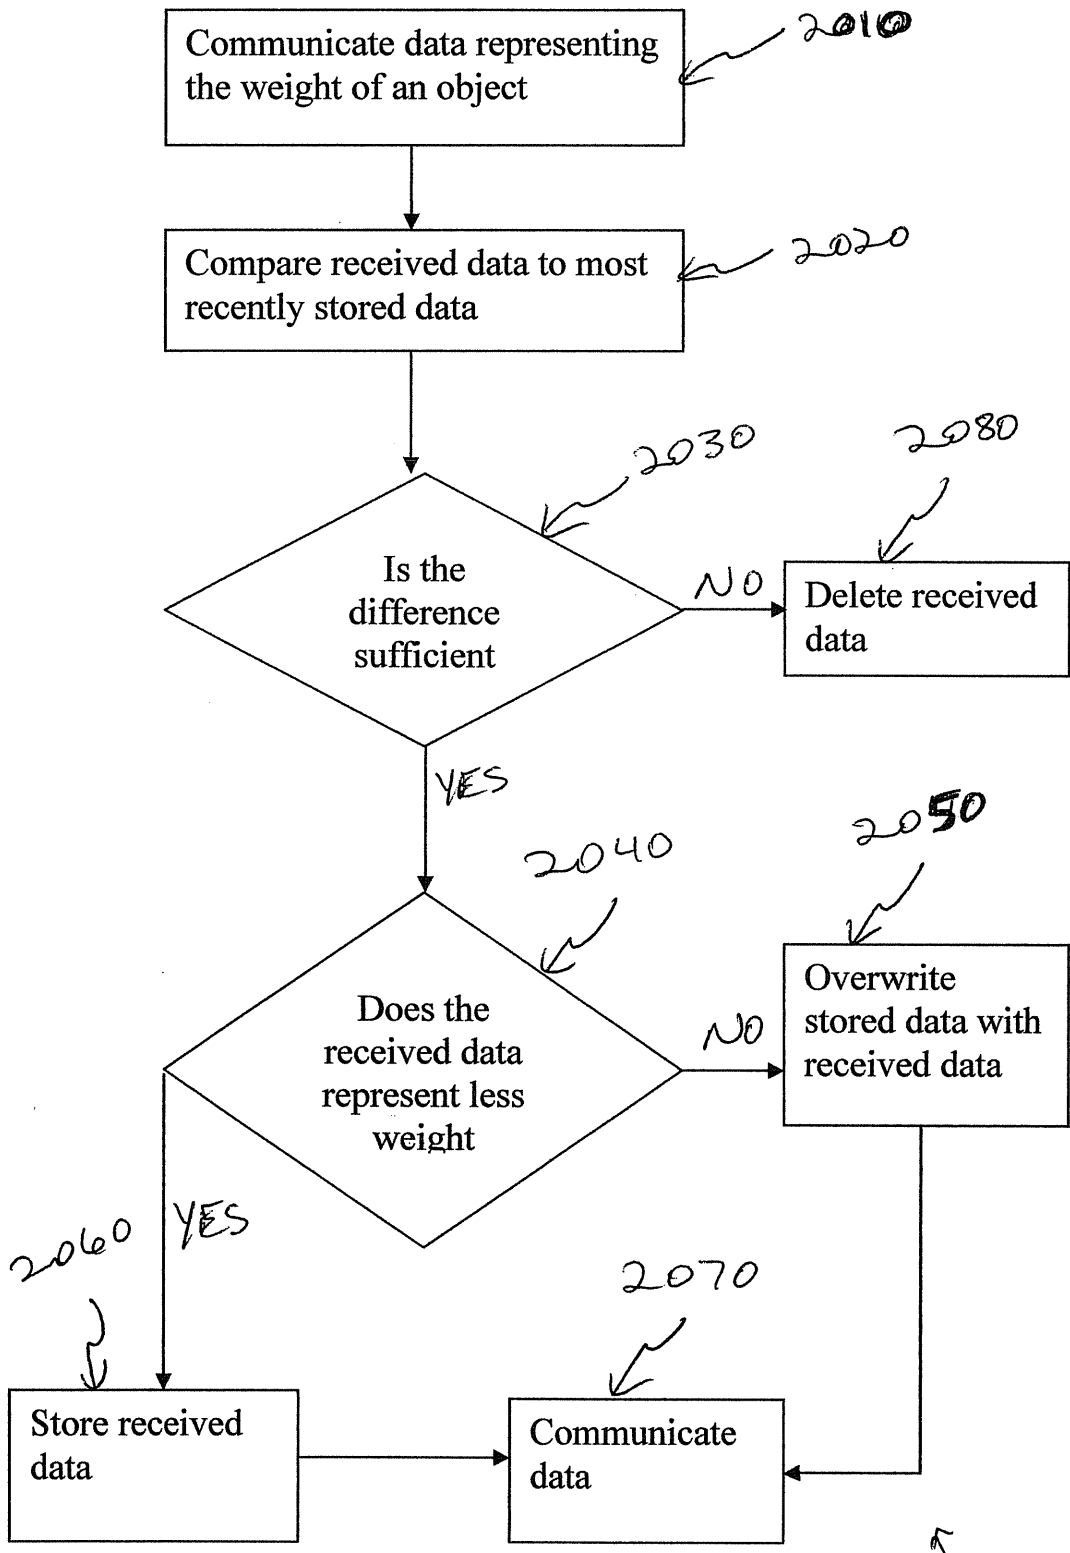 Communicate data representing
the weight of an object
2010
Compare received data to most
recently stored data
2020
2030
2080
Is the
difference
sufficient
NO
Delete received
data
YES
2040
2050
Does the
received data
represent less
weight
NO
Overwrite
stored data with
received data
YES
2060
2070
Store received
data
Communicate
data